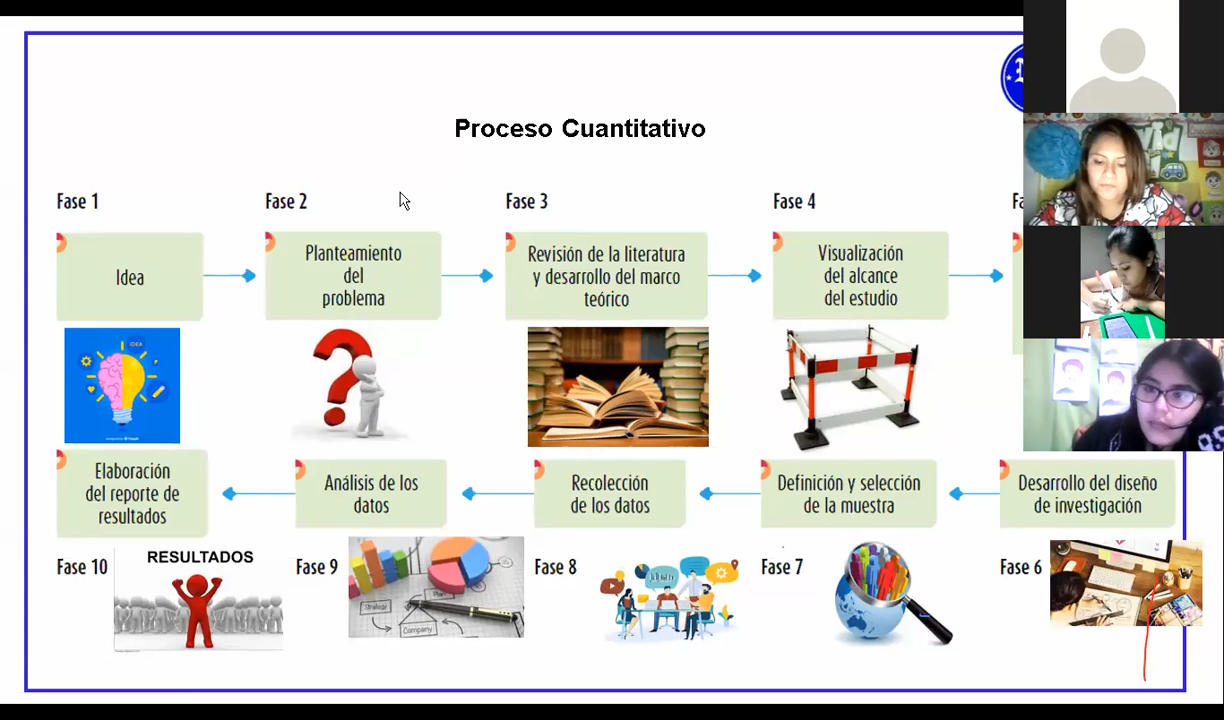 Proceso Cuantitativo
Fase 1
Fase 2
Fase 3
Fase 4
Idea
Planteamiento
del
problema
Revisión de la literatura
y desarrollo del marco
teórico
Visualización
del alcance
del estudio
IDEA
Elaboración
del reporte de
resultados
Análisis de los
datos
Recolección
de los datos
Definición y selección
de la muestra
Desarrollo del diseño
de investigación
Fase 10
RESULTADOS
Fase 9
Strategy
Company
Fase 8
Fase 7
Fase 6